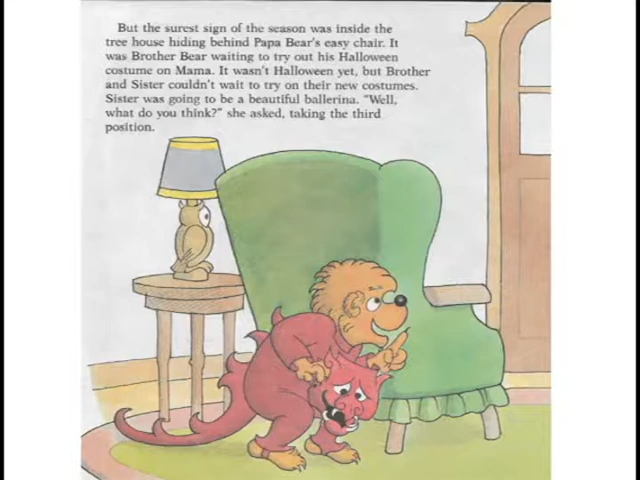 But the surest sign of the season was inside the
tree house hiding behind Papa Bear's easy chair. It
was Brother Bear waiting to try out his Halloween
costume on Mama. It wasn't Halloween yet, but Brother
and Sister couldn't wait to try on their new costumes.
Sister was going to be a beautiful ballerina. "Well,
what do you think?" she asked, taking the third
position.